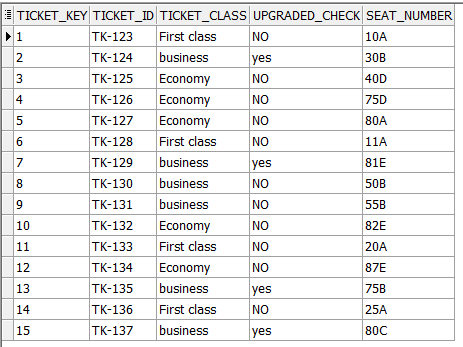 TICKET_KEY TICKET_ID TICKET_CLASS UPGRADED_CHECK SEAT_NUMBER
1 TK-123 First class NO 10A
2 TK-124 business yes 30B
3 TK-125 Economy NO 40D
4 TK-126 Economy NO 75D
5 TK-127 Economy NO 80A
6 TK-128 First class NO 11A
7 TK-129 business yes 81E
8 TK-130 business NO 50B
9 TK-131 business NO 55B
10 TK-132 Economy NO 82E
11 TK-133 First class NO 20A
12 TK-134 Economy NO 87E
13 TK-135 business yes 75B
14 TK-136 First class NO 25A
15 TK-137 business yes 80C